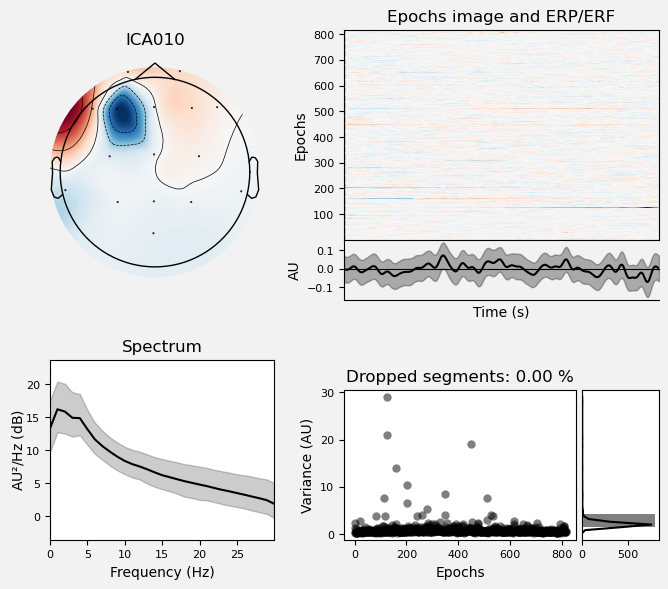 ICA010
Epochs image and ERP/ERF
800
700
600
500
400
300
200
100
Epochs
0.1
0.0
−0.1
AU
Time (s)
Spectrum
20
15
10
5
0
AU²/Hz (dB)
0 5 10 15 20 25
Frequency (Hz)
Dropped segments: 0.00 %
30
20
10
0
Variance (AU)
0 200 400 600 800
Epochs
0 500